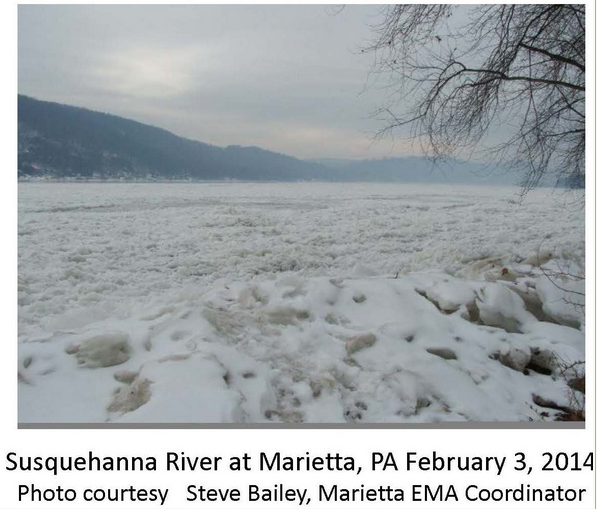 Susquehanna River at Marietta, PA February 3, 2014
Photo courtesy Steve Bailey, Marietta EMA Coordinator